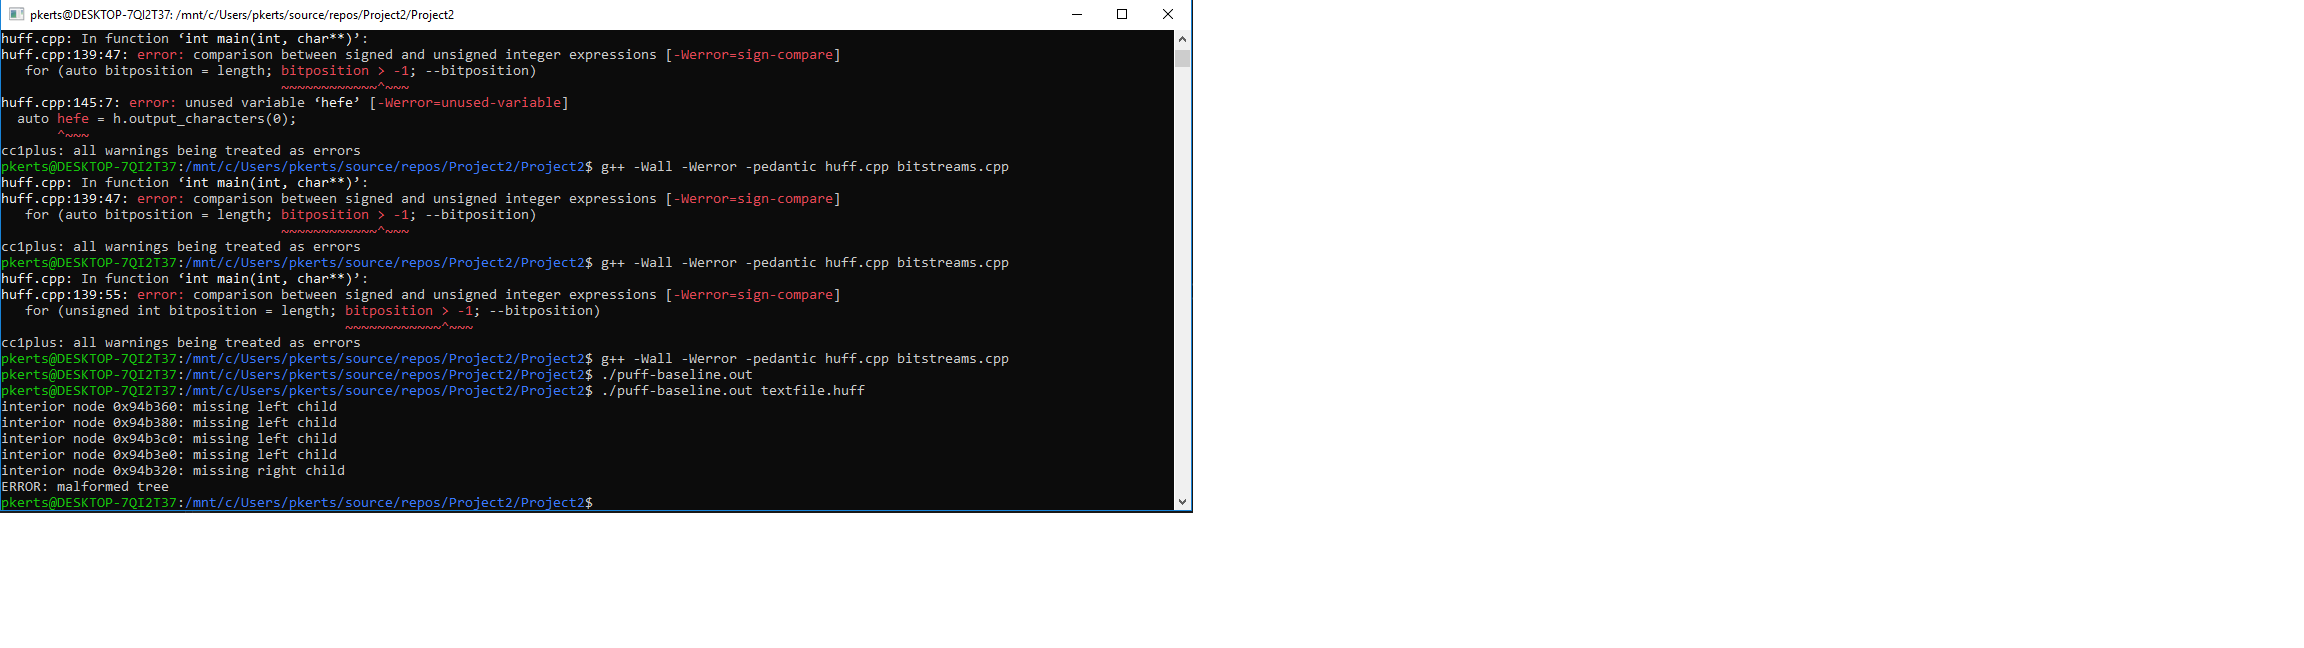 pkerts@DESKTOP-7QI2T37: /mnt/c/Users/pkerts/source/repos/Project2/Project2
huff.cpp: In function ‘int main(int, char**)’:
huff.cpp:139:47: error: comparison between signed and unsigned integer expressions [-Werror=sign-compare]
   for (auto bitposition = length; bitposition > -1; --bitposition)
                                   ~~~~~~~~~~~~^~~~
huff.cpp:145:7: error: unused variable ‘hefe’ [-Werror=unused-variable]
  auto hefe = h.output_characters(0);
       ^~~~
cc1plus: all warnings being treated as errors
pkerts@DESKTOP-7QI2T37:/mnt/c/Users/pkerts/source/repos/Project2/Project2$ g++ -Wall -Werror -pedantic huff.cpp bitstreams.cpp
huff.cpp: In function ‘int main(int, char**)’:
huff.cpp:139:47: error: comparison between signed and unsigned integer expressions [-Werror=sign-compare]
   for (auto bitposition = length; bitposition > -1; --bitposition)
                                   ~~~~~~~~~~~~^~~~
cc1plus: all warnings being treated as errors
pkerts@DESKTOP-7QI2T37:/mnt/c/Users/pkerts/source/repos/Project2/Project2$ g++ -Wall -Werror -pedantic huff.cpp bitstreams.cpp
huff.cpp: In function ‘int main(int, char**)’:
huff.cpp:139:55: error: comparison between signed and unsigned integer expressions [-Werror=sign-compare]
   for (unsigned int bitposition = length; bitposition > -1; --bitposition)
                                           ~~~~~~~~~~~~^~~~
cc1plus: all warnings being treated as errors
pkerts@DESKTOP-7QI2T37:/mnt/c/Users/pkerts/source/repos/Project2/Project2$ g++ -Wall -Werror -pedantic huff.cpp bitstreams.cpp
pkerts@DESKTOP-7QI2T37:/mnt/c/Users/pkerts/source/repos/Project2/Project2$ ./puff-baseline.out
pkerts@DESKTOP-7QI2T37:/mnt/c/Users/pkerts/source/repos/Project2/Project2$ ./puff-baseline.out textfile.huff
interior node 0x94b360: missing left child
interior node 0x94b380: missing left child
interior node 0x94b3c0: missing left child
interior node 0x94b3e0: missing left child
interior node 0x94b320: missing right child
ERROR: malformed tree
pkerts@DESKTOP-7QI2T37:/mnt/c/Users/pkerts/source/repos/Project2/Project2$